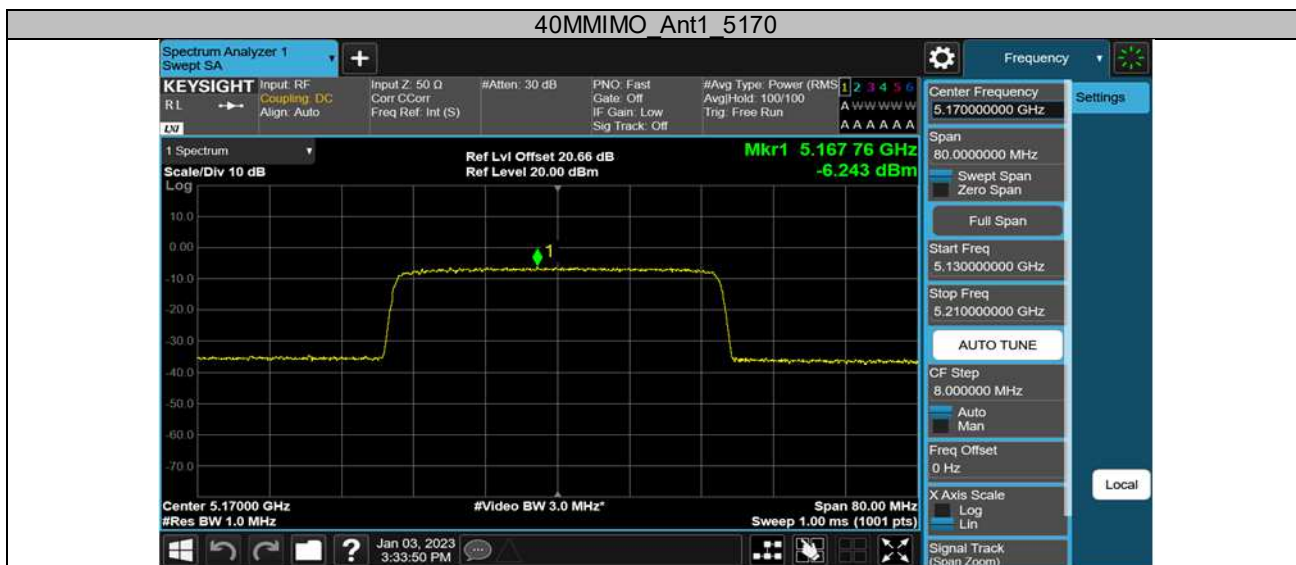 40MMIMO_Ant1_5170
Spectrum Analyzer 1
Swept SA
+
Frequency
KEYSIGHT
R L
LXI
Input: RF
Coupling: DC
Align: Auto
Input Z: 50 Ω
Corr CCorr
Freq Ref: Int (S)
#Atten: 30 dB
PNO: Fast
Gate: Off
IF Gain: Low
Sig Track: Off
#Avg Type: Power (RMS
Avg|Hold: 100/100
Trig: Free Run
1 2 3 4 5 6
A W W W W W
A A A A A A
1 Spectrum
Scale/Div 10 dB
Log
Ref Lvl Offset 20.66 dB
Ref Level 20.00 dBm
Mkr1 5.167 76 GHz
-6.243 dBm
10.0
0.00
-10.0
-20.0
-30.0
-40.0
-50.0
-60.0
-70.0
1
Center 5.17000 GHz
#Res BW 1.0 MHz
#Video BW 3.0 MHz*
Span 80.00 MHz
Sweep 1.00 ms (1001 pts)
?
Jan 03, 2023
3:33:50 PM
Center Frequency
5.170000000 GHz
Settings
Span
80.0000000 MHz
Swept Span
Zero Span
Full Span
Start Freq
5.130000000 GHz
Stop Freq
5.210000000 GHz
AUTO TUNE
CF Step
8.000000 MHz
Auto
Man
Freq Offset
0 Hz
X Axis Scale
Log
Lin
Local
Signal Track
(Span Zoom)